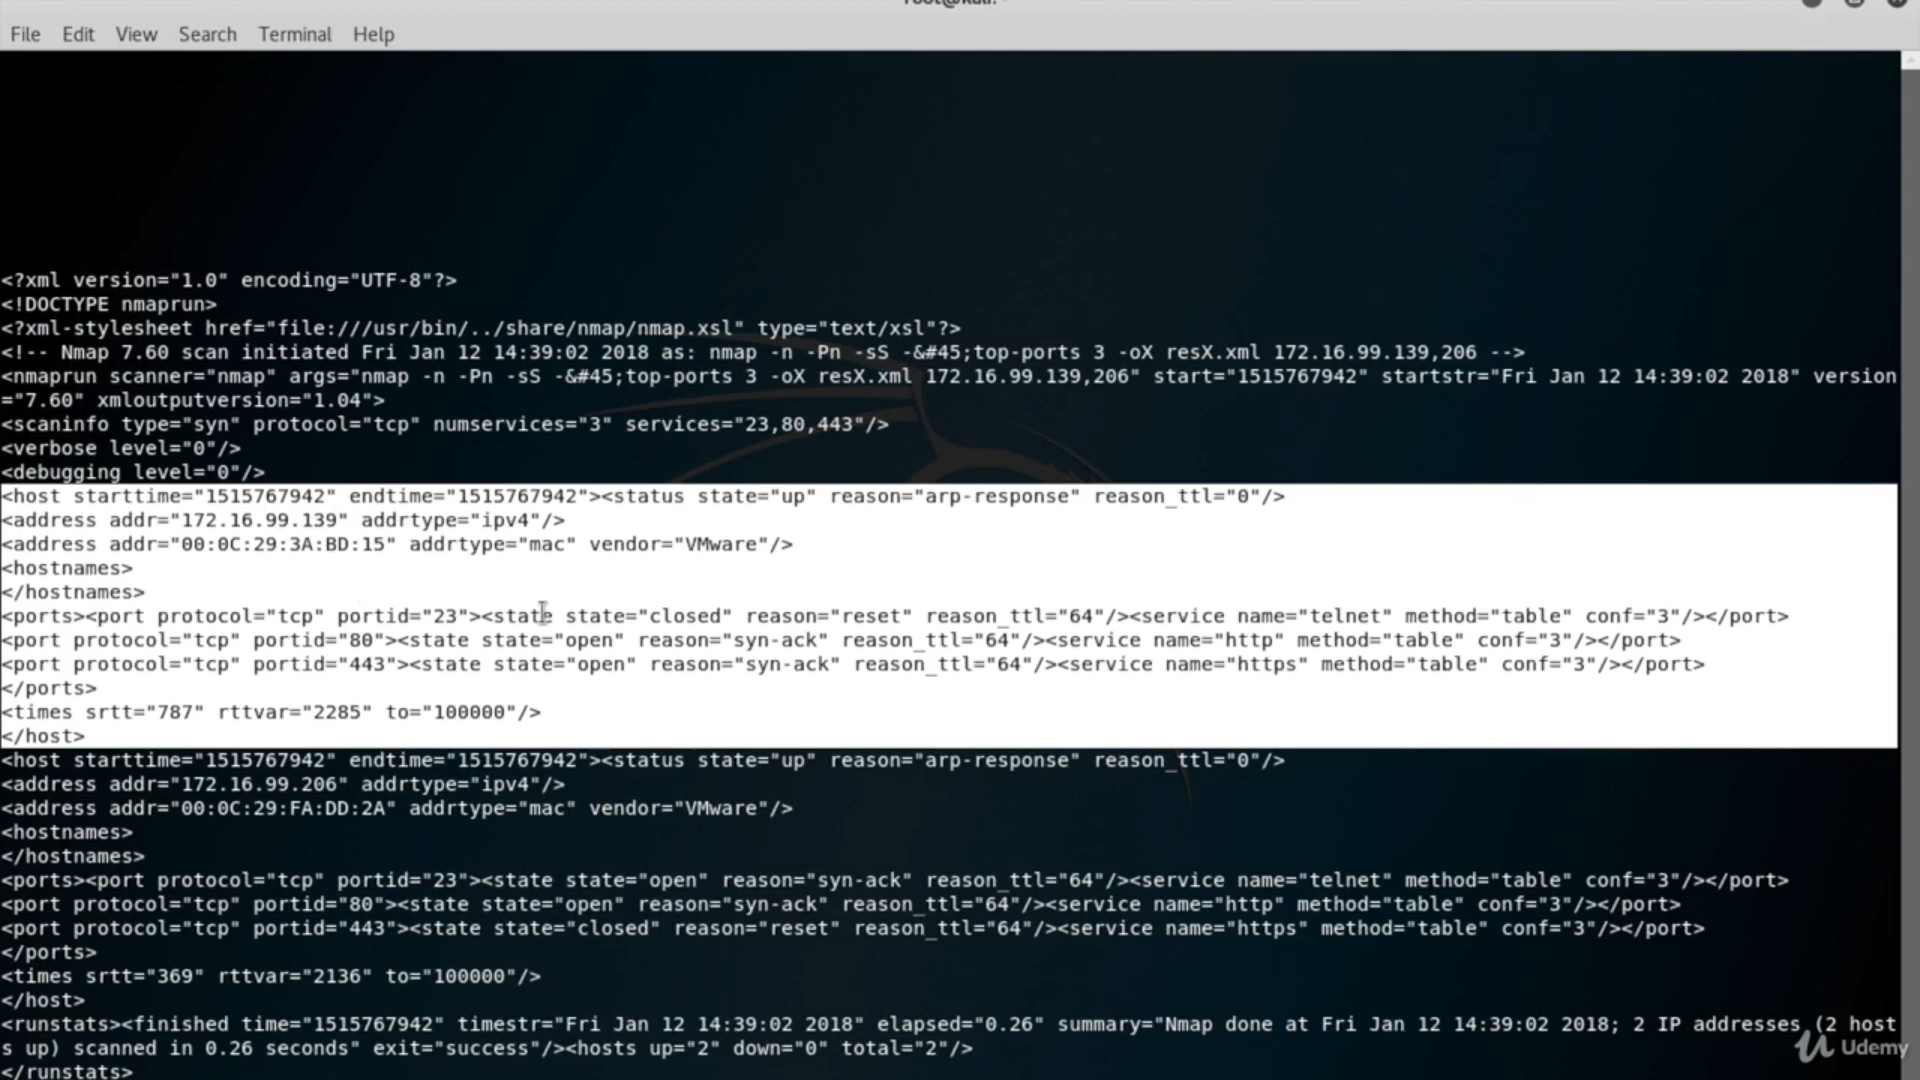 File Edit View Search Terminal Help
<?xml version="1.0" encoding="UTF-8"?>
<!DOCTYPE nmaprun>
<?xml-stylesheet href="file:///usr/bin/../share/nmap/nmap.xsl" type="text/xsl"?>
<!-- Nmap 7.60 scan initiated Fri Jan 12 14:39:02 2018 as: nmap -n -Pn -sS -&#45;top-ports 3 -oX resX.xml 172.16.99.139,206 -->
<nmaprun scanner="nmap" args="nmap -n -Pn -sS -&#45;top-ports 3 -oX resX.xml 172.16.99.139,206" start="1515767942" startstr="Fri Jan 12 14:39:02 2018" version
="7.60" xmloutputversion="1.04">
<scaninfo type="syn" protocol="tcp" numservices="3" services="23,80,443"/>
<verbose level="0"/>
<debugging level="0"/>
<host starttime="1515767942" endtime="1515767942"><status state="up" reason="arp-response" reason_ttl="0"/>
<address addr="172.16.99.139" addrtype="ipv4"/>
<address addr="00:0C:29:3A:BD:15" addrtype="mac" vendor="VMware"/>
<hostnames>
</hostnames>
<ports><port protocol="tcp" portid="23"><state state="closed" reason="reset" reason_ttl="64"/><service name="telnet" method="table" conf="3"/></port>
<port protocol="tcp" portid="80"><state state="open" reason="syn-ack" reason_ttl="64"/><service name="http" method="table" conf="3"/></port>
<port protocol="tcp" portid="443"><state state="open" reason="syn-ack" reason_ttl="64"/><service name="https" method="table" conf="3"/></port>
</ports>
<times srtt="787" rttvar="2285" to="100000"/>
</host>
<host starttime="1515767942" endtime="1515767942"><status state="up" reason="arp-response" reason_ttl="0"/>
<address addr="172.16.99.206" addrtype="ipv4"/>
<address addr="00:0C:29:FA:DD:2A" addrtype="mac" vendor="VMware"/>
<hostnames>
</hostnames>
<ports><port protocol="tcp" portid="23"><state state="open" reason="syn-ack" reason_ttl="64"/><service name="telnet" method="table" conf="3"/></port>
<port protocol="tcp" portid="80"><state state="open" reason="syn-ack" reason_ttl="64"/><service name="http" method="table" conf="3"/></port>
<port protocol="tcp" portid="443"><state state="closed" reason="reset" reason_ttl="64"/><service name="https" method="table" conf="3"/></port>
</ports>
<times srtt="369" rttvar="2136" to="100000"/>
</host>
<runstats><finished time="1515767942" timestr="Fri Jan 12 14:39:02 2018" elapsed="0.26" summary="Nmap done at Fri Jan 12 14:39:02 2018; 2 IP addresses (2 host
s up) scanned in 0.26 seconds" exit="success"/><hosts up="2" down="0" total="2"/>
</runstats>
Udemy